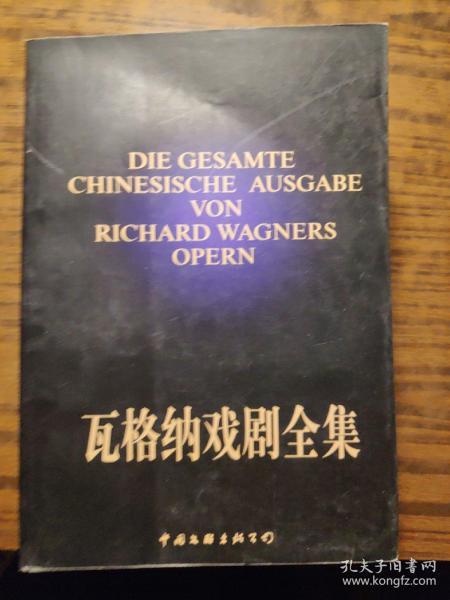 DIE GESAMTE
CHINESISCHE AUSGABE
VON
RICHARD WAGNERS
OPERN
瓦格纳戏剧全集
中国文联出版公司
孔夫子旧书网
www.kongfz.com